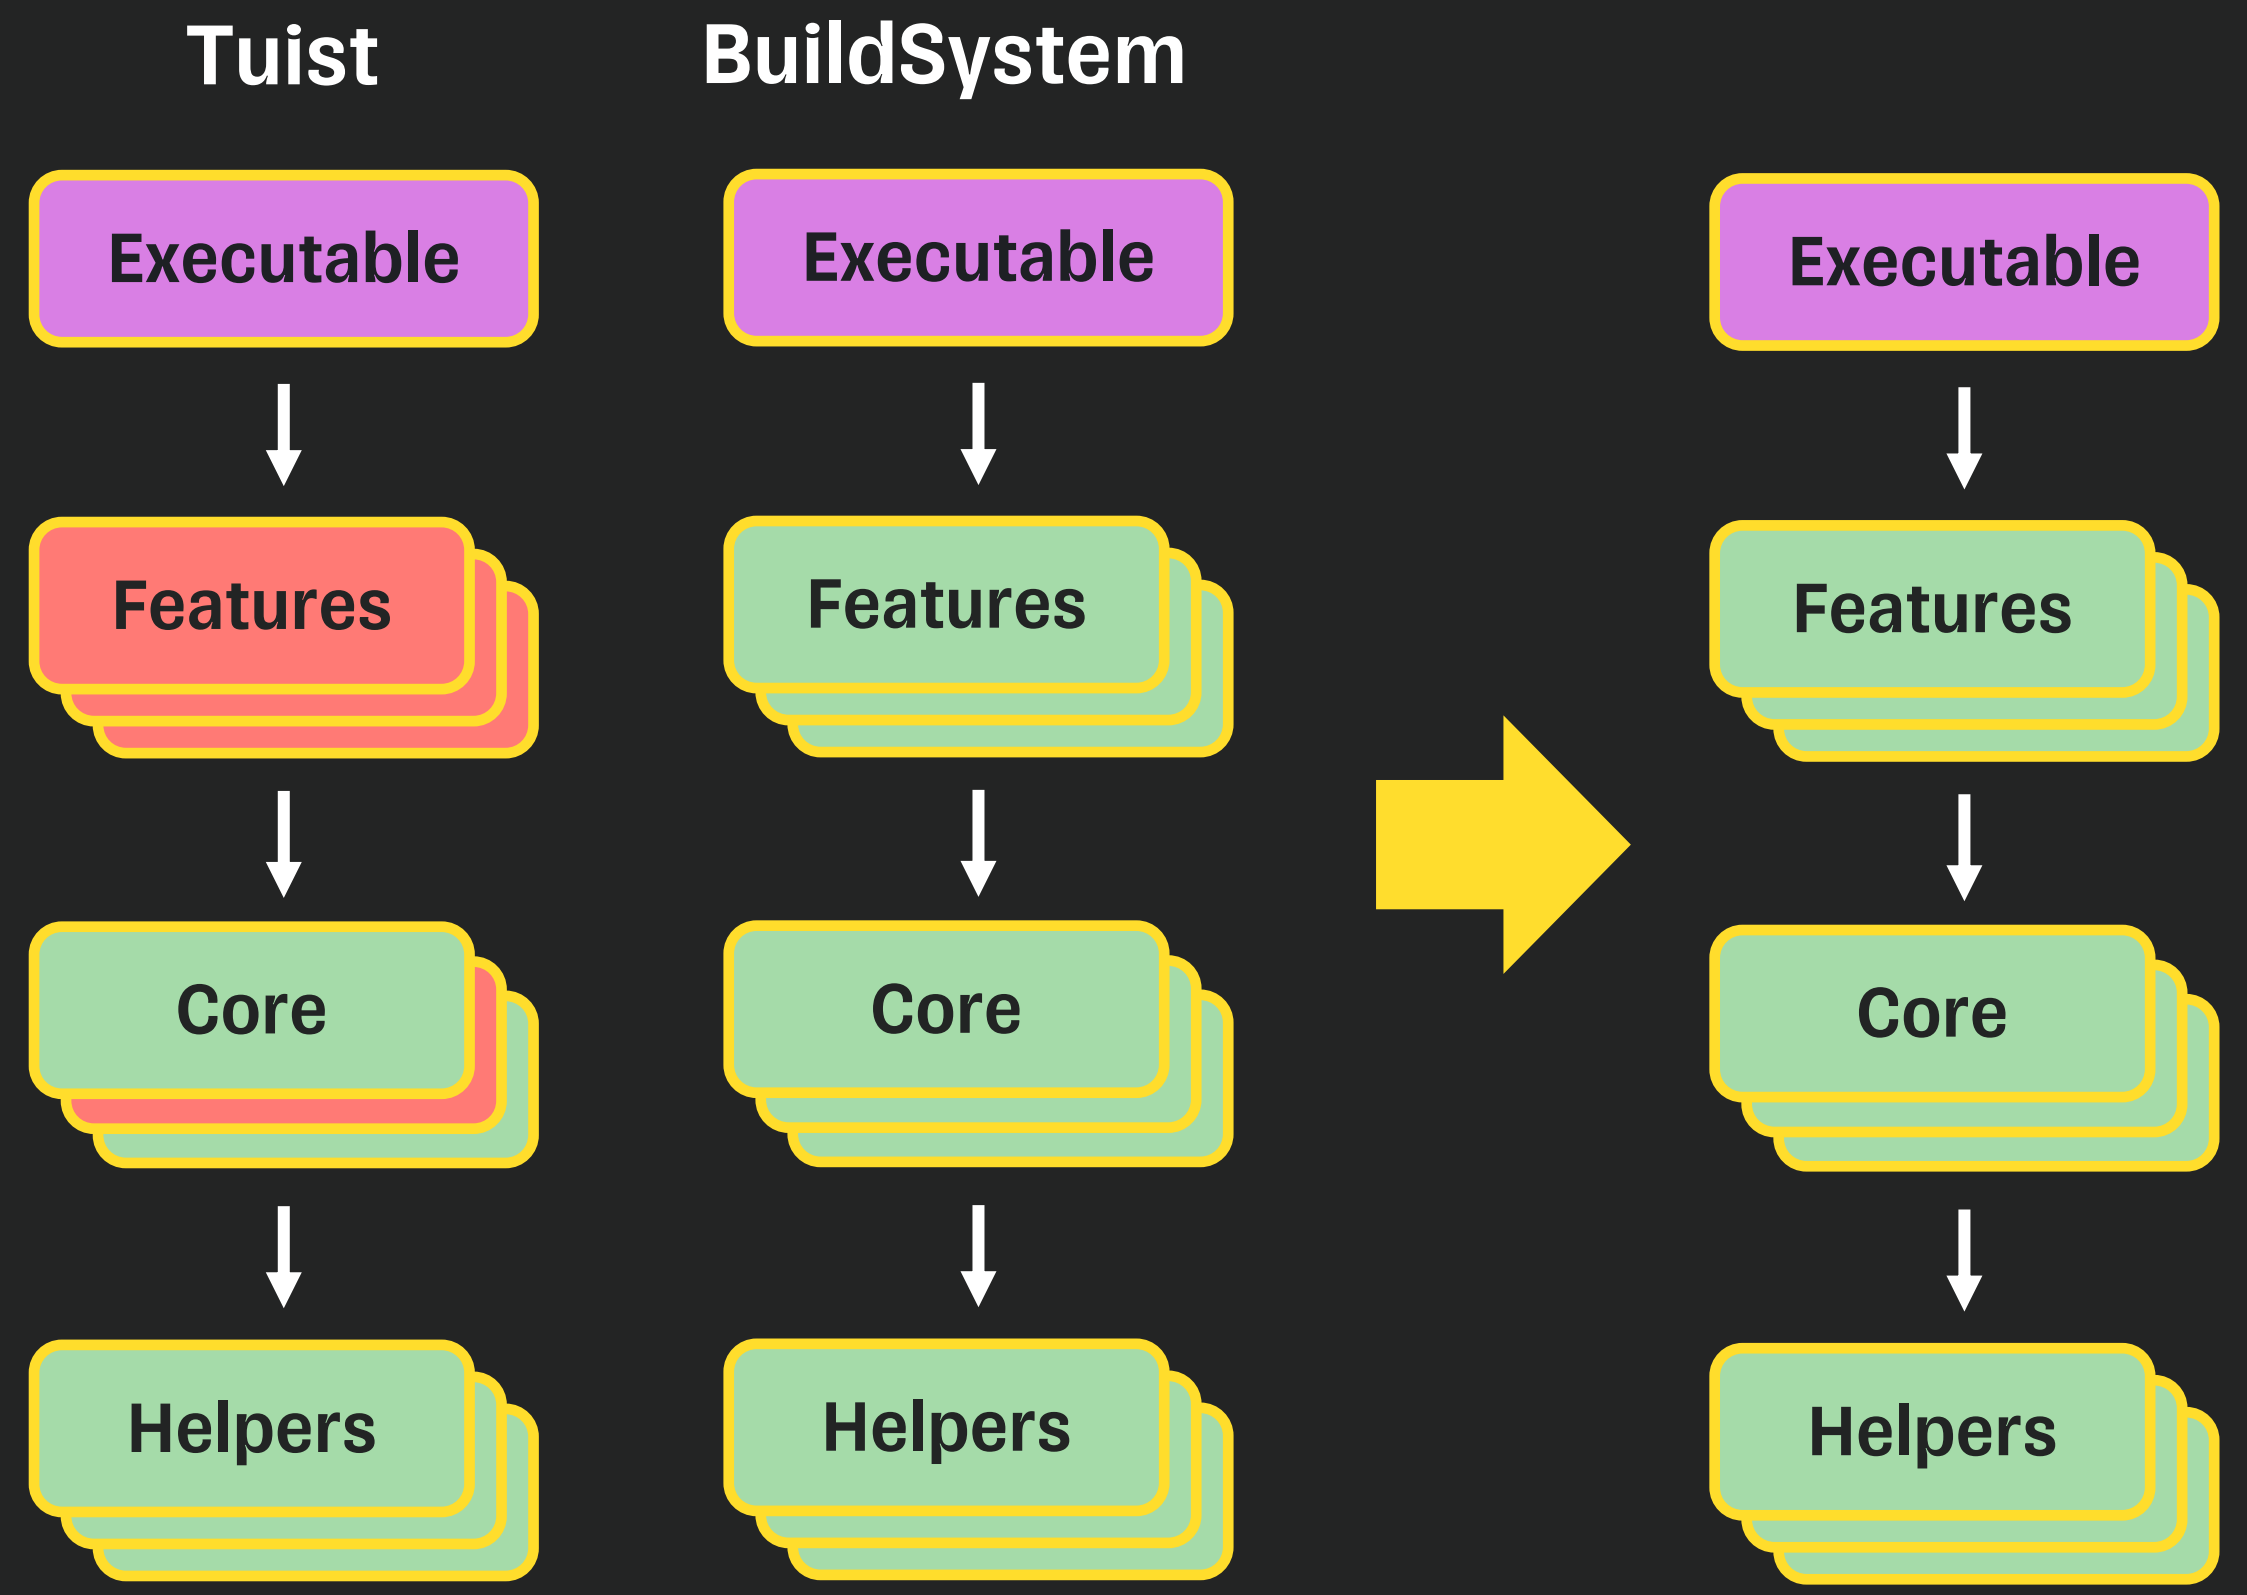 Tuist
BuildSystem
Executable
Executable
Executable
Features
Features
Features
Core
Core
Core
Helpers
Helpers
Helpers